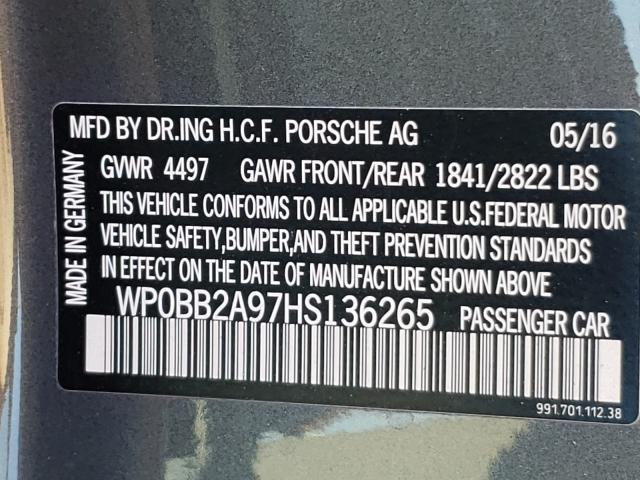 MFD BY DR.ING H.C.F. PORSCHE AG 05/16
GVWR 4497 GAWR FRONT/REAR 1841/2822 LBS
THIS VEHICLE CONFORMS TO ALL APPLICABLE U.S.FEDERAL MOTOR
VEHICLE SAFETY,BUMPER,AND THEFT PREVENTION STANDARDS
IN EFFECT ON THE DATE OF MANUFACTURE SHOWN ABOVE
WP0BB2A97HS136265 PASSENGER CAR
991.701.112.38
MADE IN GERMANY